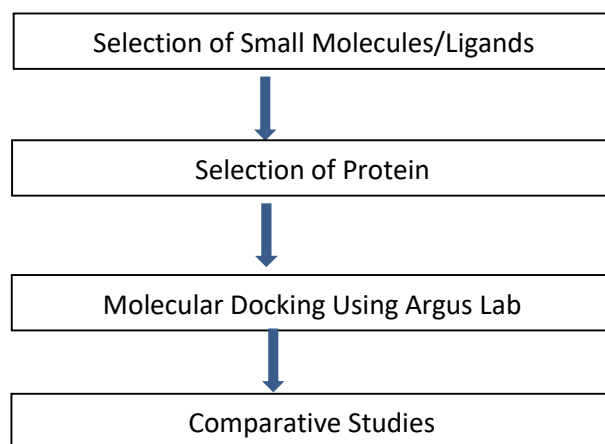 Selection of Small Molecules/Ligands
Selection of Protein
Molecular Docking Using Argus Lab
Comparative Studies